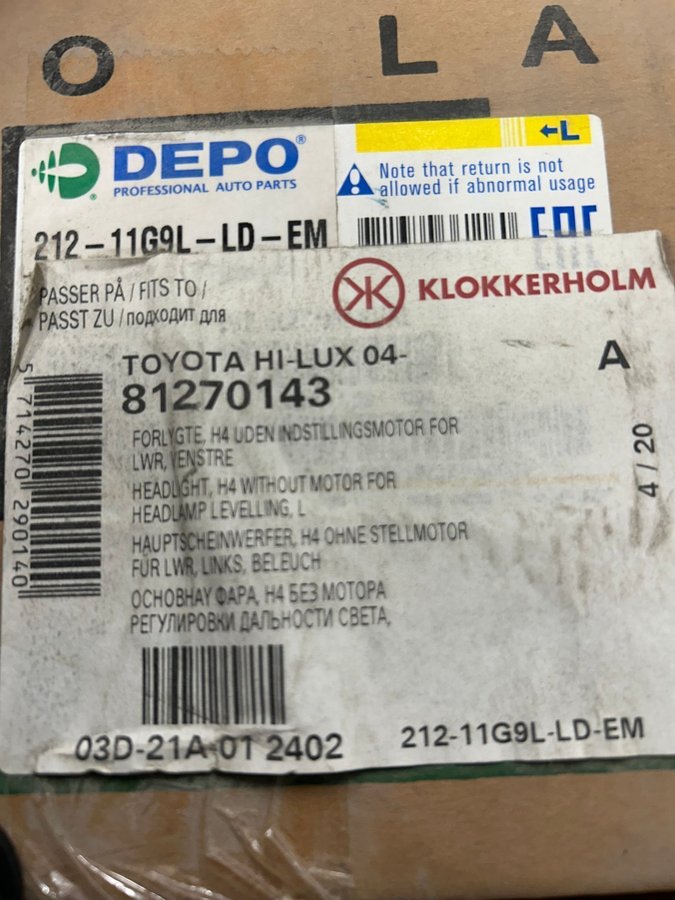 O LA
DEPO®
PROFESSIONAL AUTO PARTS
←L
Note that return is not
allowed if abnormal usage
212-11G9L-LD-EM
EAC
PASSER PÅ / FITS TO /
PASST ZU / подходит для
KLOKKERHOLM
TOYOTA HI-LUX 04-
A
81270143
FORLYGTE, H4 UDEN INDSTILLINGSMOTOR FOR
LWR, VENSTRE
HEADLIGHT, H4 WITHOUT MOTOR FOR
HEADLAMP LEVELLING, L
HAUPTSCHEINWERFER, H4 OHNE STELLMOTOR
FÜR LWR, LINKS, BELEUCH
ОСНОВНАУ ФАРА, H4 БЕЗ МОТОРА
РЕГУЛИРОВКИ ДАЛЬНОСТИ СВЕТА,
4 / 20
5 714270 290140
03D-21A-01 2402
212-11G9L-LD-EM